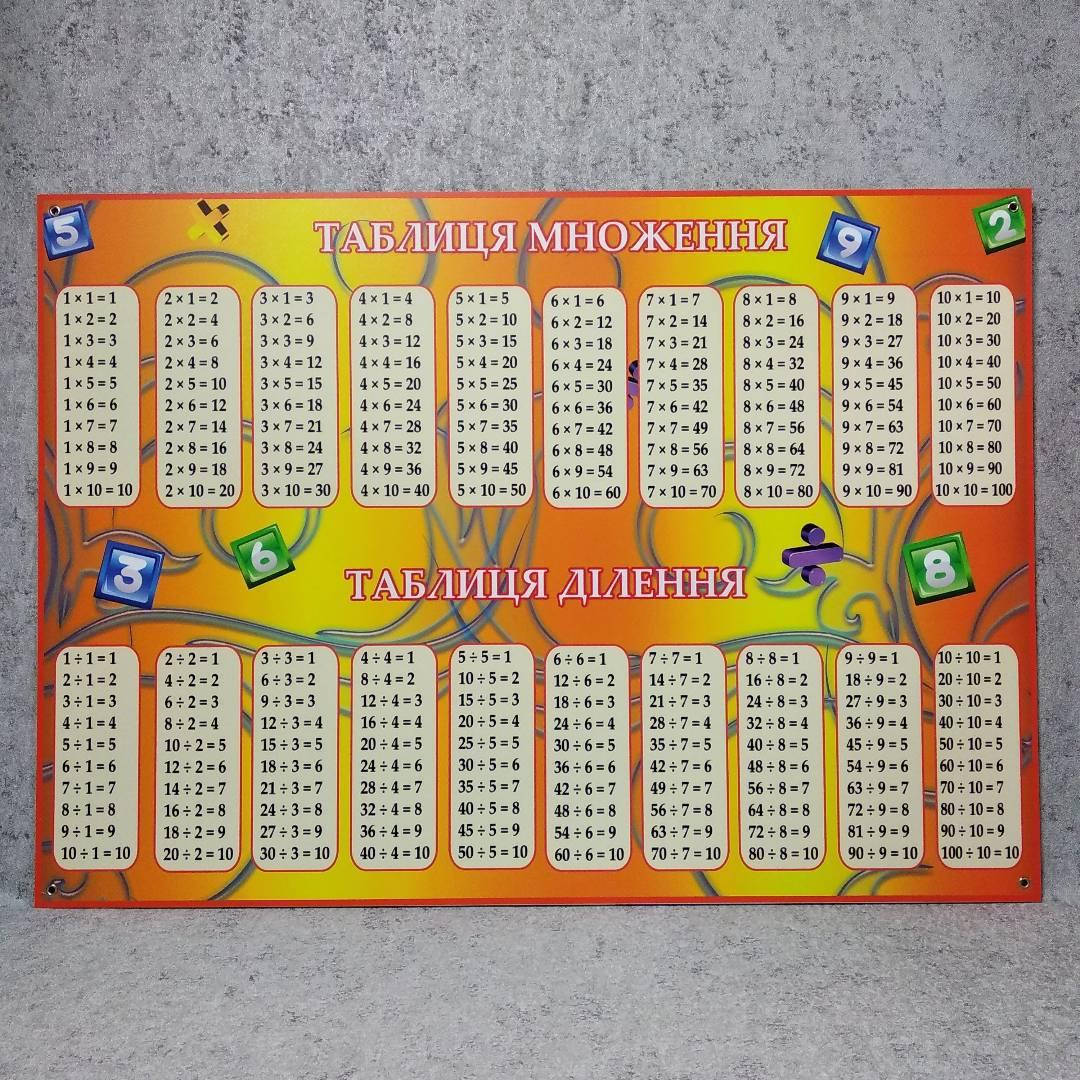 5
ТАБЛИЦЯ МНОЖЕННЯ
9
2
1 × 1 = 1
1 × 2 = 2
1 × 3 = 3
1 × 4 = 4
1 × 5 = 5
1 × 6 = 6
1 × 7 = 7
1 × 8 = 8
1 × 9 = 9
1 × 10 = 10
2 × 1 = 2
2 × 2 = 4
2 × 3 = 6
2 × 4 = 8
2 × 5 = 10
2 × 6 = 12
2 × 7 = 14
2 × 8 = 16
2 × 9 = 18
2 × 10 = 20
3 × 1 = 3
3 × 2 = 6
3 × 3 = 9
3 × 4 = 12
3 × 5 = 15
3 × 6 = 18
3 × 7 = 21
3 × 8 = 24
3 × 9 = 27
3 × 10 = 30
4 × 1 = 4
4 × 2 = 8
4 × 3 = 12
4 × 4 = 16
4 × 5 = 20
4 × 6 = 24
4 × 7 = 28
4 × 8 = 32
4 × 9 = 36
4 × 10 = 40
5 × 1 = 5
5 × 2 = 10
5 × 3 = 15
5 × 4 = 20
5 × 5 = 25
5 × 6 = 30
5 × 7 = 35
5 × 8 = 40
5 × 9 = 45
5 × 10 = 50
6 × 1 = 6
6 × 2 = 12
6 × 3 = 18
6 × 4 = 24
6 × 5 = 30
6 × 6 = 36
6 × 7 = 42
6 × 8 = 48
6 × 9 = 54
6 × 10 = 60
7 × 1 = 7
7 × 2 = 14
7 × 3 = 21
7 × 4 = 28
7 × 5 = 35
7 × 6 = 42
7 × 7 = 49
7 × 8 = 56
7 × 9 = 63
7 × 10 = 70
8 × 1 = 8
8 × 2 = 16
8 × 3 = 24
8 × 4 = 32
8 × 5 = 40
8 × 6 = 48
8 × 7 = 56
8 × 8 = 64
8 × 9 = 72
8 × 10 = 80
9 × 1 = 9
9 × 2 = 18
9 × 3 = 27
9 × 4 = 36
9 × 5 = 45
9 × 6 = 54
9 × 7 = 63
9 × 8 = 72
9 × 9 = 81
9 × 10 = 90
10 × 1 = 10
10 × 2 = 20
10 × 3 = 30
10 × 4 = 40
10 × 5 = 50
10 × 6 = 60
10 × 7 = 70
10 × 8 = 80
10 × 9 = 90
10 × 10 = 100
3
6
ТАБЛИЦЯ ДІЛЕННЯ
÷
8
1 ÷ 1 = 1
2 ÷ 1 = 2
3 ÷ 1 = 3
4 ÷ 1 = 4
5 ÷ 1 = 5
6 ÷ 1 = 6
7 ÷ 1 = 7
8 ÷ 1 = 8
9 ÷ 1 = 9
10 ÷ 1 = 10
2 ÷ 2 = 1
4 ÷ 2 = 2
6 ÷ 2 = 3
8 ÷ 2 = 4
10 ÷ 2 = 5
12 ÷ 2 = 6
14 ÷ 2 = 7
16 ÷ 2 = 8
18 ÷ 2 = 9
20 ÷ 2 = 10
3 ÷ 3 = 1
6 ÷ 3 = 2
9 ÷ 3 = 3
12 ÷ 3 = 4
15 ÷ 3 = 5
18 ÷ 3 = 6
21 ÷ 3 = 7
24 ÷ 3 = 8
27 ÷ 3 = 9
30 ÷ 3 = 10
4 ÷ 4 = 1
8 ÷ 4 = 2
12 ÷ 4 = 3
16 ÷ 4 = 4
20 ÷ 4 = 5
24 ÷ 4 = 6
28 ÷ 4 = 7
32 ÷ 4 = 8
36 ÷ 4 = 9
40 ÷ 4 = 10
5 ÷ 5 = 1
10 ÷ 5 = 2
15 ÷ 5 = 3
20 ÷ 5 = 4
25 ÷ 5 = 5
30 ÷ 5 = 6
35 ÷ 5 = 7
40 ÷ 5 = 8
45 ÷ 5 = 9
50 ÷ 5 = 10
6 ÷ 6 = 1
12 ÷ 6 = 2
18 ÷ 6 = 3
24 ÷ 6 = 4
30 ÷ 6 = 5
36 ÷ 6 = 6
42 ÷ 6 = 7
48 ÷ 6 = 8
54 ÷ 6 = 9
60 ÷ 6 = 10
7 ÷ 7 = 1
14 ÷ 7 = 2
21 ÷ 7 = 3
28 ÷ 7 = 4
35 ÷ 7 = 5
42 ÷ 7 = 6
49 ÷ 7 = 7
56 ÷ 7 = 8
63 ÷ 7 = 9
70 ÷ 7 = 10
8 ÷ 8 = 1
16 ÷ 8 = 2
24 ÷ 8 = 3
32 ÷ 8 = 4
40 ÷ 8 = 5
48 ÷ 8 = 6
56 ÷ 8 = 7
64 ÷ 8 = 8
72 ÷ 8 = 9
80 ÷ 8 = 10
9 ÷ 9 = 1
18 ÷ 9 = 2
27 ÷ 9 = 3
36 ÷ 9 = 4
45 ÷ 9 = 5
54 ÷ 9 = 6
63 ÷ 9 = 7
72 ÷ 9 = 8
81 ÷ 9 = 9
90 ÷ 9 = 10
10 ÷ 10 = 1
20 ÷ 10 = 2
30 ÷ 10 = 3
40 ÷ 10 = 4
50 ÷ 10 = 5
60 ÷ 10 = 6
70 ÷ 10 = 7
80 ÷ 10 = 8
90 ÷ 10 = 9
100 ÷ 10 = 10